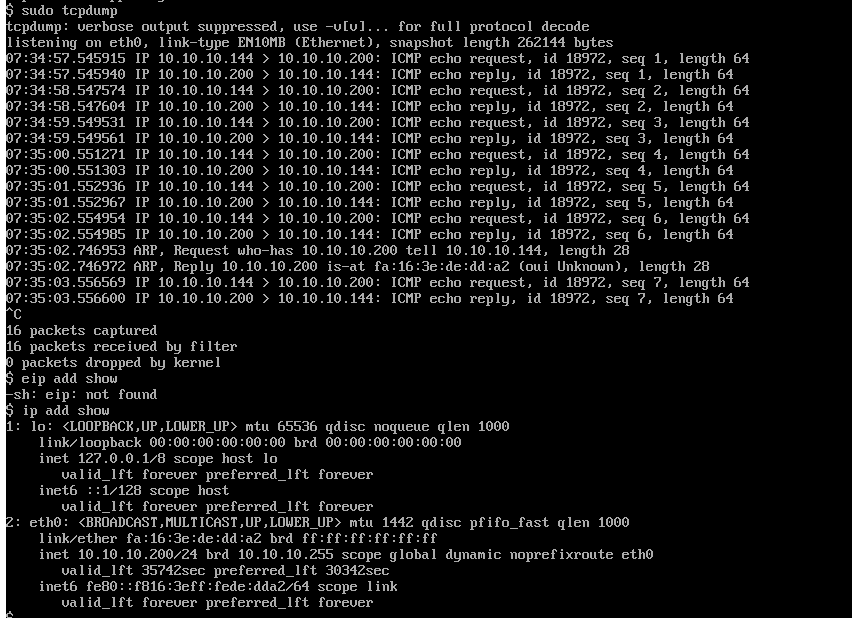 $ sudo tcpdump
tcpdump: verbose output suppressed, use -v[v]... for full protocol decode
listening on eth0, link-type EN10MB (Ethernet), snapshot length 262144 bytes
07:34:57.545915 IP 10.10.10.144 > 10.10.10.200: ICMP echo request, id 18972, seq 1, length 64
07:34:57.545940 IP 10.10.10.200 > 10.10.10.144: ICMP echo reply, id 18972, seq 1, length 64
07:34:58.547574 IP 10.10.10.144 > 10.10.10.200: ICMP echo request, id 18972, seq 2, length 64
07:34:58.547604 IP 10.10.10.200 > 10.10.10.144: ICMP echo reply, id 18972, seq 2, length 64
07:34:59.549531 IP 10.10.10.144 > 10.10.10.200: ICMP echo request, id 18972, seq 3, length 64
07:34:59.549561 IP 10.10.10.200 > 10.10.10.144: ICMP echo reply, id 18972, seq 3, length 64
07:35:00.551271 IP 10.10.10.144 > 10.10.10.200: ICMP echo request, id 18972, seq 4, length 64
07:35:00.551303 IP 10.10.10.200 > 10.10.10.144: ICMP echo reply, id 18972, seq 4, length 64
07:35:01.552936 IP 10.10.10.144 > 10.10.10.200: ICMP echo request, id 18972, seq 5, length 64
07:35:01.552967 IP 10.10.10.200 > 10.10.10.144: ICMP echo reply, id 18972, seq 5, length 64
07:35:02.554954 IP 10.10.10.144 > 10.10.10.200: ICMP echo request, id 18972, seq 6, length 64
07:35:02.554985 IP 10.10.10.200 > 10.10.10.144: ICMP echo reply, id 18972, seq 6, length 64
07:35:02.746953 ARP, Request who-has 10.10.10.200 tell 10.10.10.144, length 28
07:35:02.746972 ARP, Reply 10.10.10.200 is-at fa:16:3e:de:dd:a2 (oui Unknown), length 28
07:35:03.556569 IP 10.10.10.144 > 10.10.10.200: ICMP echo request, id 18972, seq 7, length 64
07:35:03.556600 IP 10.10.10.200 > 10.10.10.144: ICMP echo reply, id 18972, seq 7, length 64
^C
16 packets captured
16 packets received by filter
0 packets dropped by kernel
$ eip add show
-sh: eip: not found
$ ip add show
1: lo: <LOOPBACK,UP,LOWER_UP> mtu 65536 qdisc noqueue qlen 1000
    link/loopback 00:00:00:00:00:00 brd 00:00:00:00:00:00
    inet 127.0.0.1/8 scope host lo
       valid_lft forever preferred_lft forever
    inet6 ::1/128 scope host
       valid_lft forever preferred_lft forever
2: eth0: <BROADCAST,MULTICAST,UP,LOWER_UP> mtu 1442 qdisc pfifo_fast qlen 1000
    link/ether fa:16:3e:de:dd:a2 brd ff:ff:ff:ff:ff:ff
    inet 10.10.10.200/24 brd 10.10.10.255 scope global dynamic noprefixroute eth0
       valid_lft 35742sec preferred_lft 30342sec
    inet6 fe80::f816:3eff:fede:dda2/64 scope link
       valid_lft forever preferred_lft forever
$